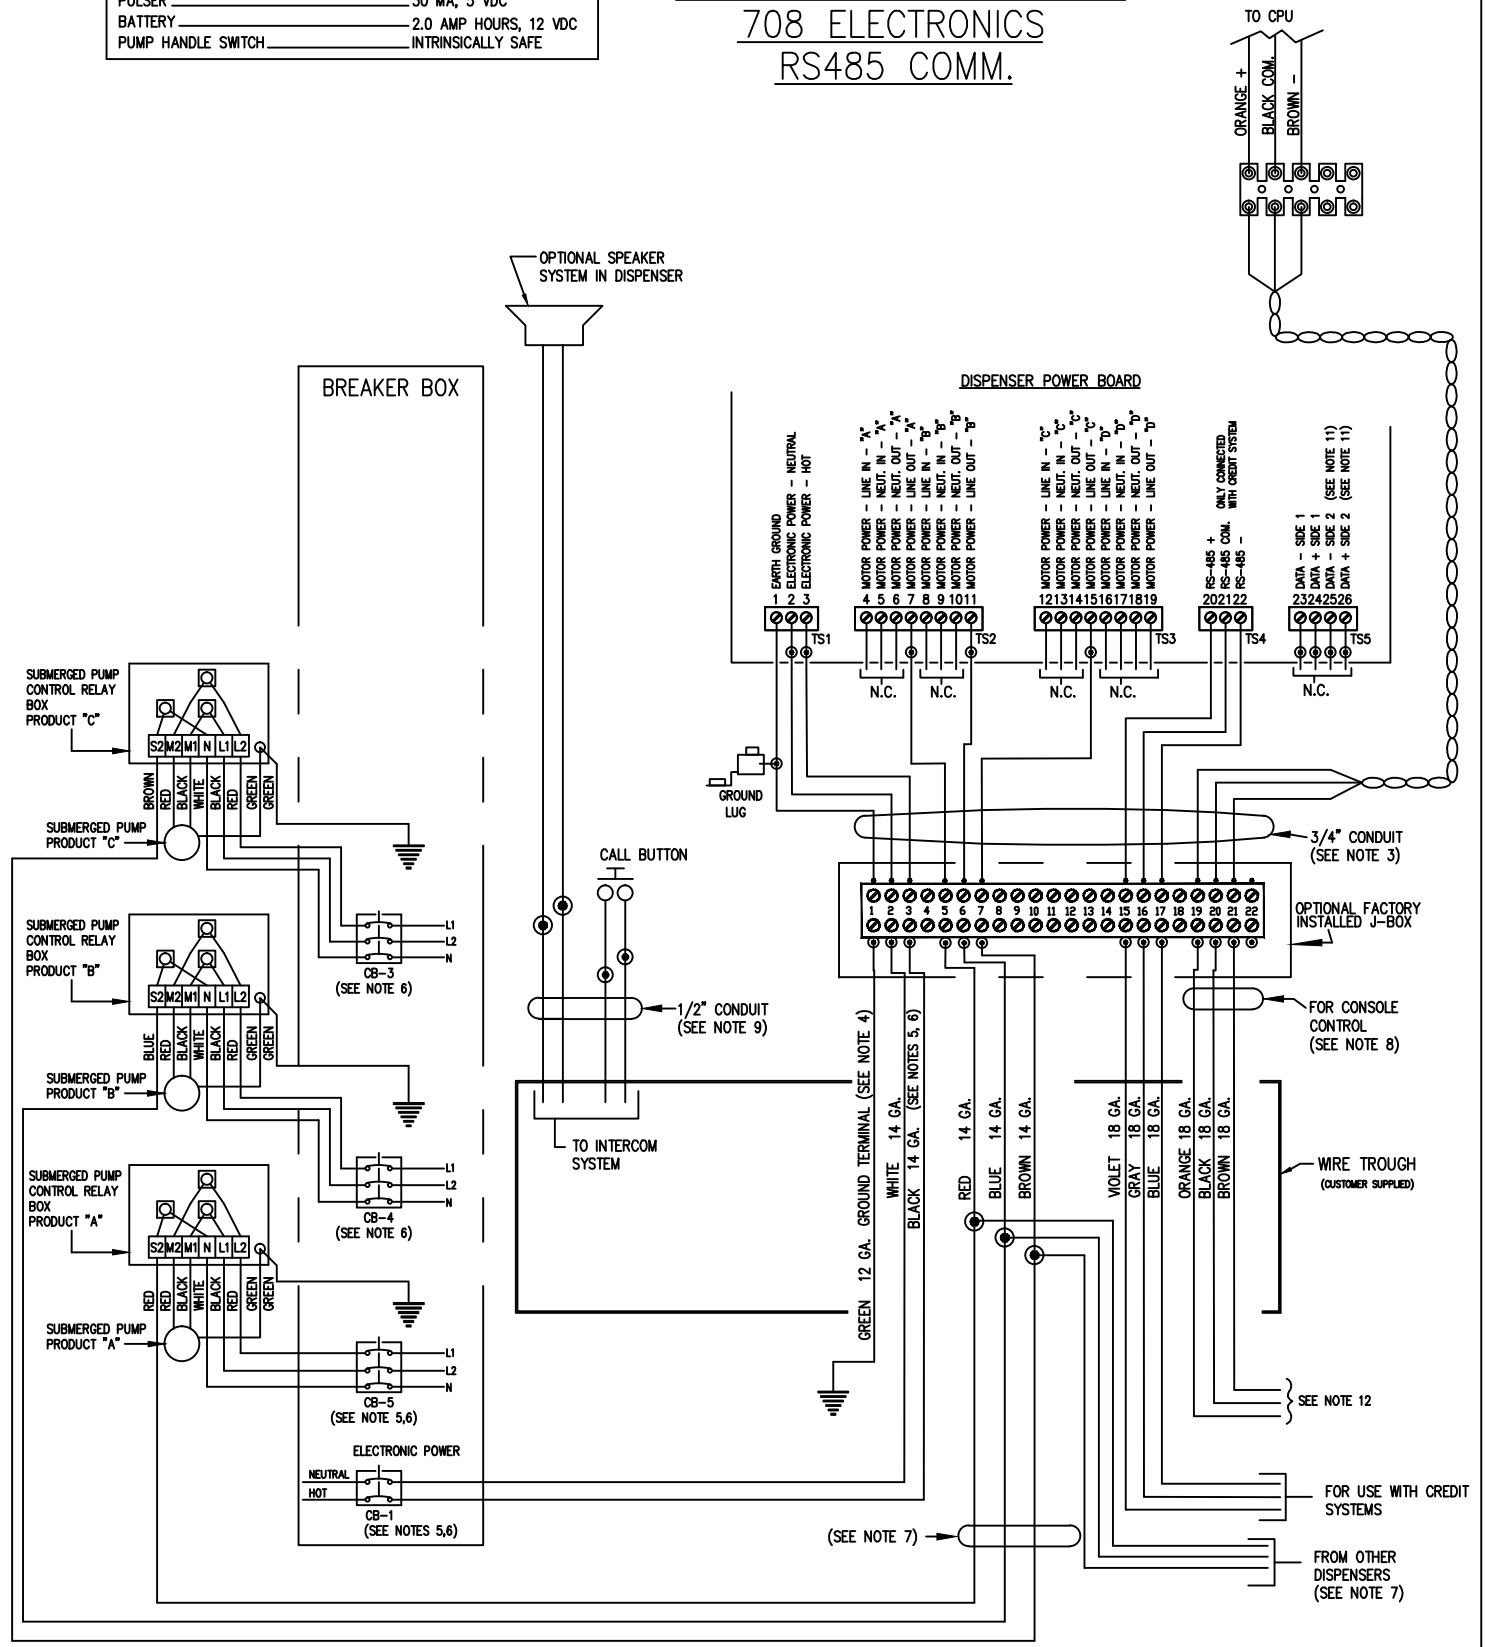 PULSER 50 MA, 5 VDC
BATTERY 2.0 AMP HOURS, 12 VDC
PUMP HANDLE SWITCH INTRINSICALLY SAFE
708 ELECTRONICS
RS485 COMM.
TO CPU
ORANGE +
BLACK COM.
BROWN -
OPTIONAL SPEAKER
SYSTEM IN DISPENSER
BREAKER BOX
DISPENSER POWER BOARD
EARTH GROUND
ELECTRONIC POWER - NEUTRAL
ELECTRONIC POWER - HOT
MOTOR POWER - LINE IN - "A"
MOTOR POWER - NEUT. IN - "A"
MOTOR POWER - NEUT. OUT - "A"
MOTOR POWER - LINE OUT - "A"
MOTOR POWER - LINE IN - "B"
MOTOR POWER - NEUT. IN - "B"
MOTOR POWER - NEUT. OUT - "B"
MOTOR POWER - LINE OUT - "B"
MOTOR POWER - LINE IN - "C"
MOTOR POWER - NEUT. IN - "C"
MOTOR POWER - NEUT. OUT - "C"
MOTOR POWER - LINE OUT - "C"
MOTOR POWER - LINE IN - "D"
MOTOR POWER - NEUT. IN - "D"
MOTOR POWER - NEUT. OUT - "D"
MOTOR POWER - LINE OUT - "D"
RS-485 +
RS-485 COM.
RS-485 -
ONLY CONNECTED
WITH CREDIT SYSTEM
DATA - SIDE 1
DATA + SIDE 1
DATA - SIDE 2 (SEE NOTE 11)
DATA + SIDE 2 (SEE NOTE 11)
1 2 3
4 5 6 7 8 9 10 11
12 13 14 15 16 17 18 19
20 21 22
23 24 25 26
TS1
TS2
TS3
TS4
TS5
N.C.
N.C.
N.C.
N.C.
N.C.
GROUND
LUG
3/4" CONDUIT
(SEE NOTE 3)
1 2 3 4 5 6 7 8 9 10 11 12 13 14 15 16 17 18 19 20 21 22
OPTIONAL FACTORY
INSTALLED J-BOX
SUBMERGED PUMP
CONTROL RELAY
BOX
PRODUCT "C"
S2 M2 M1 N L1 L2
BROWN
RED
BLACK
WHITE
BLACK
RED
GREEN
GREEN
SUBMERGED PUMP
PRODUCT "C"
L1
L2
N
CB-3
(SEE NOTE 6)
CALL BUTTON
1/2" CONDUIT
(SEE NOTE 9)
FOR CONSOLE
CONTROL
(SEE NOTE 8)
SUBMERGED PUMP
CONTROL RELAY
BOX
PRODUCT "B"
S2 M2 M1 N L1 L2
BLUE
RED
BLACK
WHITE
BLACK
RED
GREEN
GREEN
SUBMERGED PUMP
PRODUCT "B"
L1
L2
N
CB-4
(SEE NOTE 6)
TO INTERCOM
SYSTEM
GREEN 12 GA. GROUND TERMINAL (SEE NOTE 4)
WHITE 14 GA.
BLACK 14 GA. (SEE NOTES 5, 6)
RED 14 GA.
BLUE 14 GA.
BROWN 14 GA.
VIOLET 18 GA.
GRAY 18 GA.
BLUE 18 GA.
ORANGE 18 GA.
BLACK 18 GA.
BROWN 18 GA.
WIRE TROUGH
(CUSTOMER SUPPLIED)
SUBMERGED PUMP
CONTROL RELAY
BOX
PRODUCT "A"
S2 M2 M1 N L1 L2
RED
RED
BLACK
WHITE
BLACK
RED
GREEN
GREEN
SUBMERGED PUMP
PRODUCT "A"
L1
L2
N
CB-5
(SEE NOTE 5,6)
SEE NOTE 12
ELECTRONIC POWER
NEUTRAL
HOT
CB-1
(SEE NOTES 5,6)
FOR USE WITH CREDIT
SYSTEMS
(SEE NOTE 7)
FROM OTHER
DISPENSERS
(SEE NOTE 7)